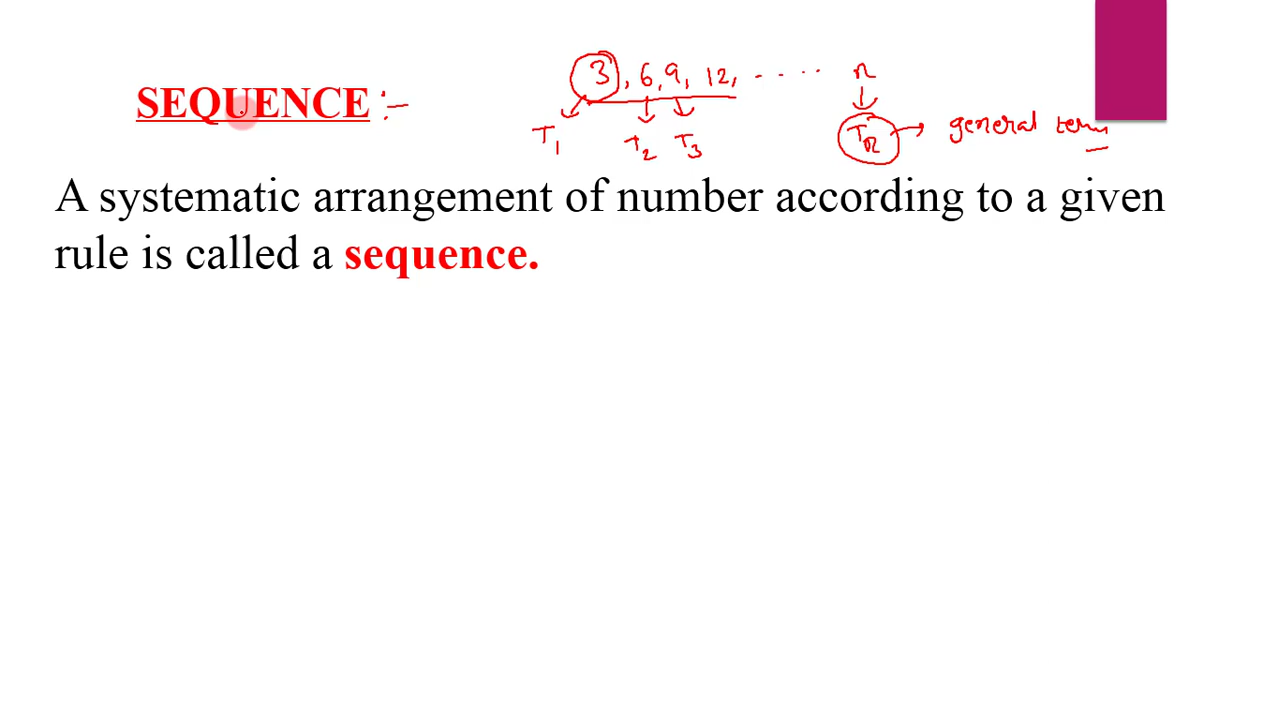 3, 6, 9, 12, ..... n
SEQUENCE :-
T1 T2 T3 Tn → general term
A systematic arrangement of number according to a given
rule is called a sequence.